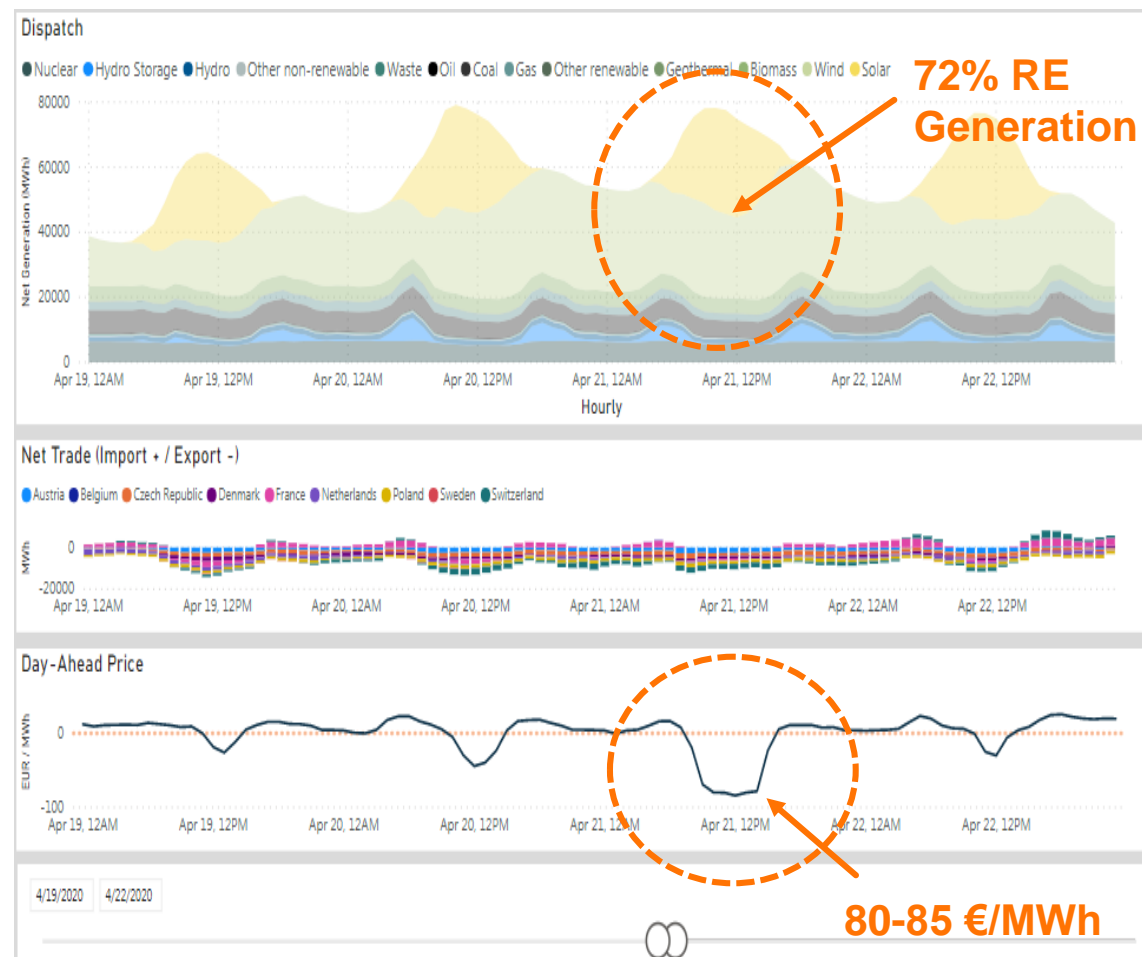 Dispatch
Nuclear Hydro Storage Hydro Other non-renewable Waste Oil Coal Gas Other renewable Geothermal Biomass Wind Solar
72% RE
Generation
Net Generation (MWh)
80000
60000
40000
20000
0
Apr 19, 12AM Apr 19, 12PM Apr 20, 12AM Apr 20, 12PM Apr 21, 12AM Apr 21, 12PM Apr 22, 12AM Apr 22, 12PM
Hourly
Net Trade (Import + / Export -)
Austria Belgium Czech Republic Denmark France Netherlands Poland Sweden Switzerland
MWh
0
-20000
Apr 19, 12AM Apr 19, 12PM Apr 20, 12AM Apr 20, 12PM Apr 21, 12AM Apr 21, 12PM Apr 22, 12AM Apr 22, 12PM
Day-Ahead Price
EUR / MWh
0
-100
Apr 19, 12AM Apr 19, 12PM Apr 20, 12AM Apr 20, 12PM Apr 21, 12AM Apr 21, 12PM Apr 22, 12AM Apr 22, 12PM
4/19/2020 4/22/2020
80-85 €/MWh